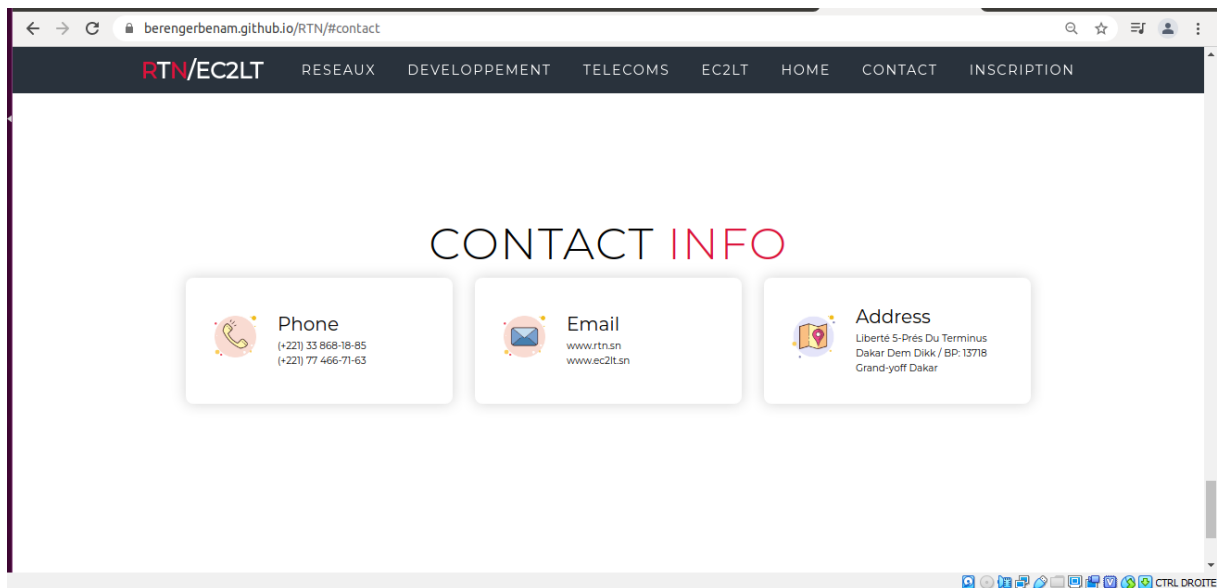 berengerbenam.github.io/RTN/#contact
RTN/EC2LT RESEAUX DEVELOPPEMENT TELECOMS EC2LT HOME CONTACT INSCRIPTION
CONTACT INFO
Phone
(+221) 33 868-18-85
(+221) 77 466-71-63
Email
www.rtn.sn
www.ec2lt.sn
Address
Liberté 5-Prés Du Terminus
Dakar Dem Dikk / BP: 13718
Grand-yoff Dakar
CTRL DROITE